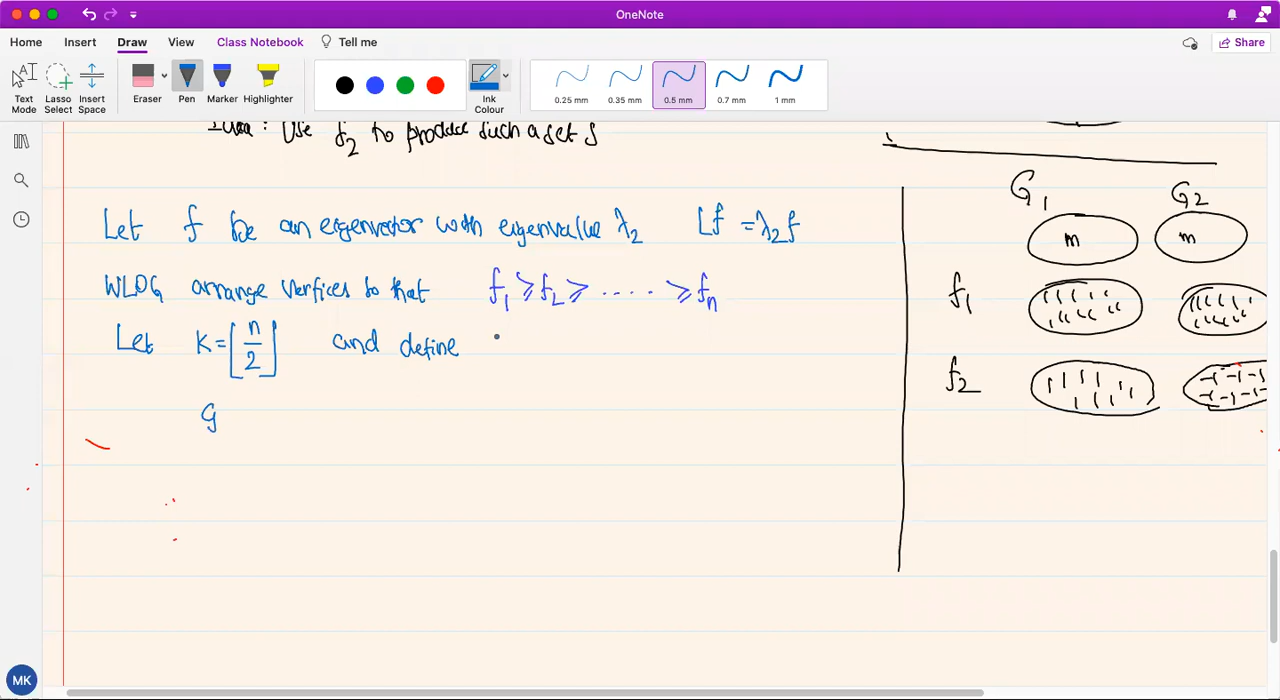 OneNote
Home Insert Draw View Class Notebook Tell me
Share
Text Mode
Lasso Select
Insert Space
Eraser
Pen
Marker
Highlighter
Ink Colour
0.25 mm
0.35 mm
0.5 mm
0.7 mm
1 mm
Idea : Use f₂ to produce such a set S
Let f be an eigenvector with eigenvalue λ₂ Lf = λ₂f
WLOG arrange vertices so that f₁ ⩾ f₂ ⩾ ..... ⩾ fₙ
Let K = [n/2] and define
G
G₁ G₂
m m
f₁
f₂
MK